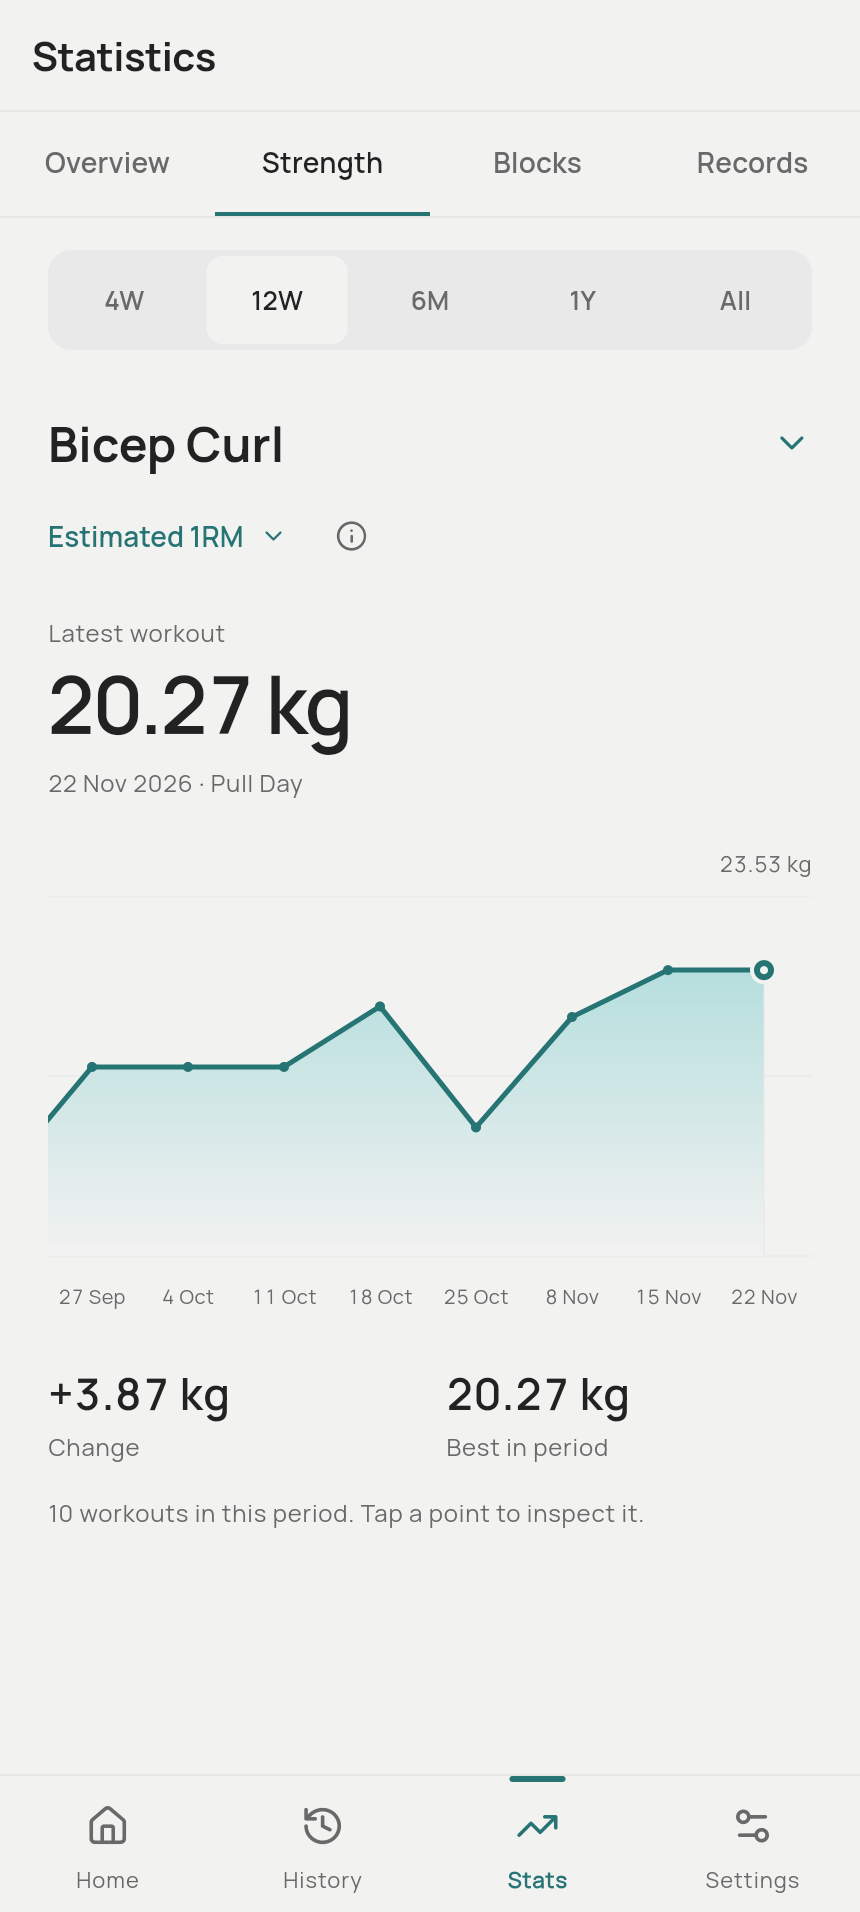 Statistics
Overview Strength Blocks Records
4W 12W 6M 1Y All
Bicep Curl
Estimated 1RM
Latest workout
20.27 kg
22 Nov 2026 · Pull Day
23.53 kg
27 Sep 4 Oct 11 Oct 18 Oct 25 Oct 8 Nov 15 Nov 22 Nov
+3.87 kg 20.27 kg
Change Best in period
10 workouts in this period. Tap a point to inspect it.
Home History Stats Settings